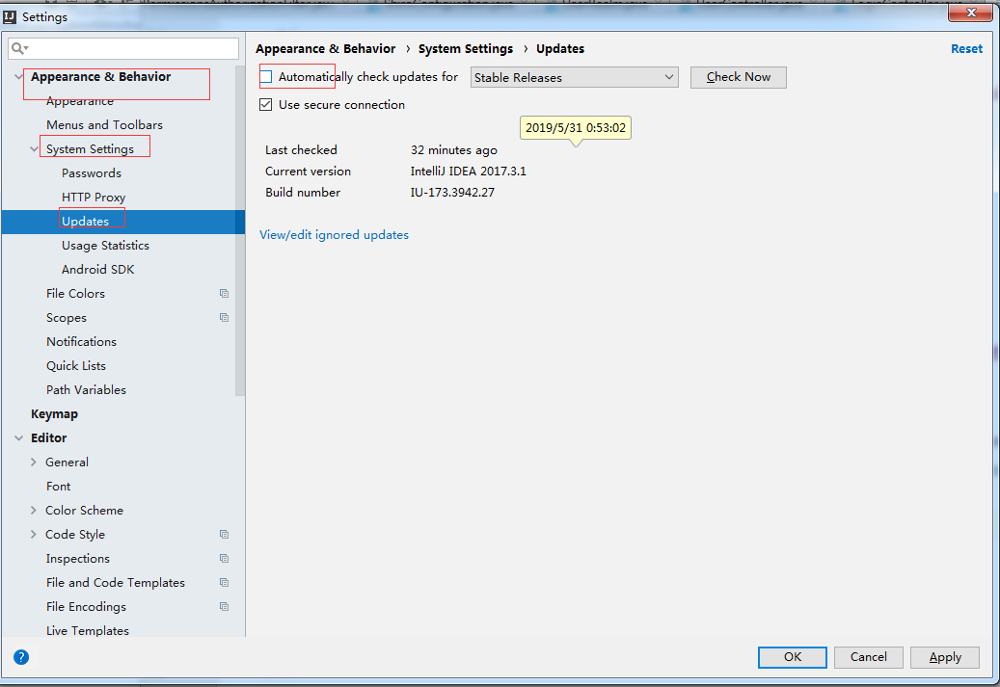 Settings
Appearance & Behavior › System Settings › Updates
Reset
Appearance & Behavior
Appearance
Menus and Toolbars
System Settings
Passwords
HTTP Proxy
Updates
Usage Statistics
Android SDK
File Colors
Scopes
Notifications
Quick Lists
Path Variables
Keymap
Editor
General
Font
Color Scheme
Code Style
Inspections
File and Code Templates
File Encodings
Live Templates
Automatically check updates for Stable Releases Check Now
Use secure connection
2019/5/31 0:53:02
Last checked 32 minutes ago
Current version IntelliJ IDEA 2017.3.1
Build number IU-173.3942.27
View/edit ignored updates
? OK Cancel Apply